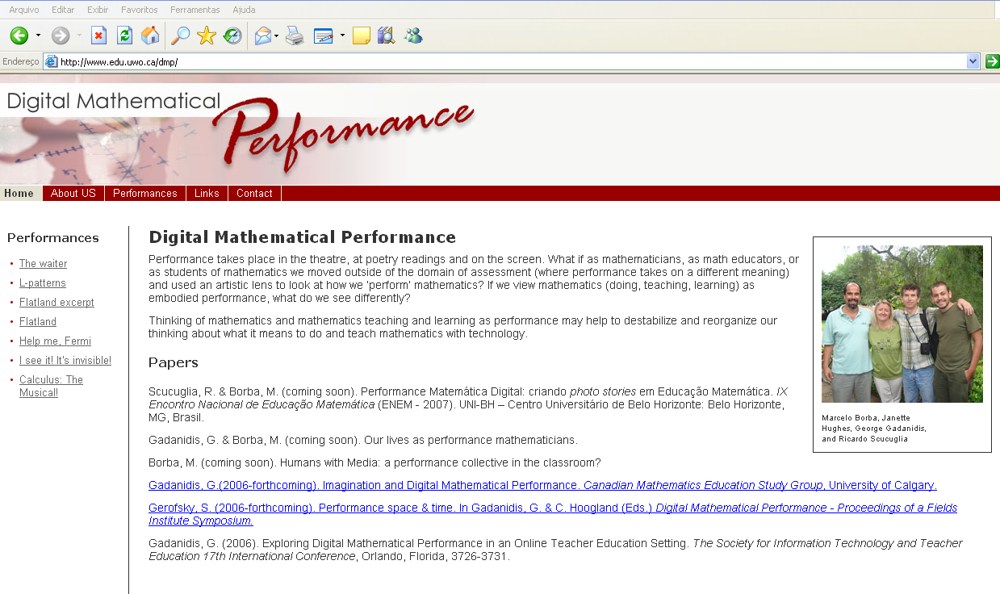 Arquivo Editar Exibir Favoritos Ferramentas Ajuda
Endereço http://www.edu.uwo.ca/dmp/
Digital Mathematical
Performance
Home About US Performances Links Contact
Performances
• The waiter
• L-patterns
• Flatland excerpt
• Flatland
• Help me, Fermi
• I see it! It's invisible!
• Calculus: The
Musical!
Digital Mathematical Performance
Performance takes place in the theatre, at poetry readings and on the screen. What if as mathematicians, as math educators, or
as students of mathematics we moved outside of the domain of assessment (where performance takes on a different meaning)
and used an artistic lens to look at how we 'perform' mathematics? If we view mathematics (doing, teaching, learning) as
embodied performance, what do we see differently?
Thinking of mathematics and mathematics teaching and learning as performance may help to destabilize and reorganize our
thinking about what it means to do and teach mathematics with technology.
Papers
Scucuglia, R. & Borba, M. (coming soon). Performance Matemática Digital: criando photo stories em Educação Matemática. IX
Encontro Nacional de Educação Matemática (ENEM - 2007). UNI-BH – Centro Universitário de Belo Horizonte: Belo Horizonte,
MG, Brasil.
Gadanidis, G. & Borba, M. (coming soon). Our lives as performance mathematicians.
Borba, M. (coming soon). Humans with Media: a performance collective in the classroom?
Gadanidis, G.(2006-forthcoming). Imagination and Digital Mathematical Performance. Canadian Mathematics Education Study Group, University of Calgary.
Gerofsky, S. (2006-forthcoming). Performance space & time. In Gadanidis, G. & C. Hoogland (Eds.) Digital Mathematical Performance - Proceedings of a Fields
Institute Symposium.
Gadanidis, G. (2006). Exploring Digital Mathematical Performance in an Online Teacher Education Setting. The Society for Information Technology and Teacher
Education 17th International Conference, Orlando, Florida, 3726-3731.
Marcelo Borba, Janette
Hughes, George Gadanidis,
and Ricardo Scucuglia